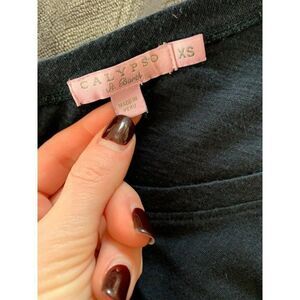 CALYPSO
St. Barth
XS
MADE IN
PERU